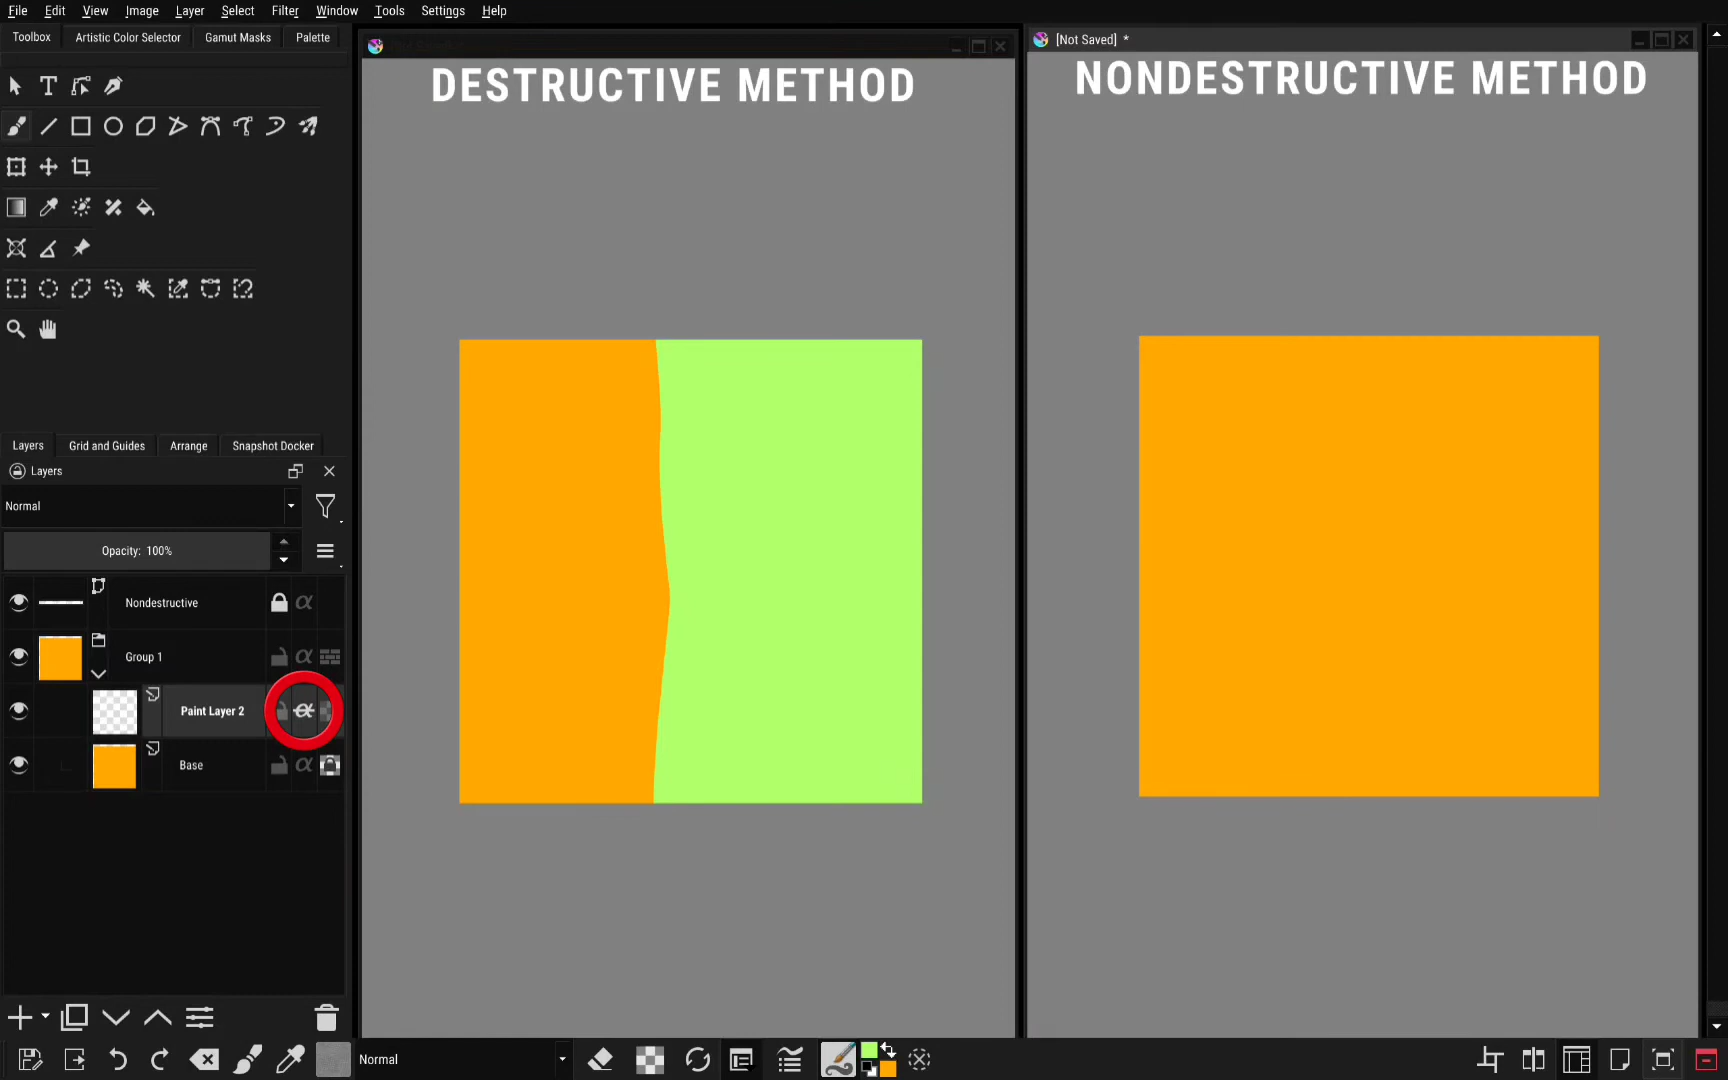 File Edit View Image Layer Select Filter Window Tools Settings Help
Toolbox Artistic Color Selector Gamut Masks Palette
[Not Saved] *
DESTRUCTIVE METHOD
NONDESTRUCTIVE METHOD
Layers Grid and Guides Arrange Snapshot Docker
Layers
Normal
Opacity: 100%
Nondestructive
Group 1
Paint Layer 2
Base
Normal